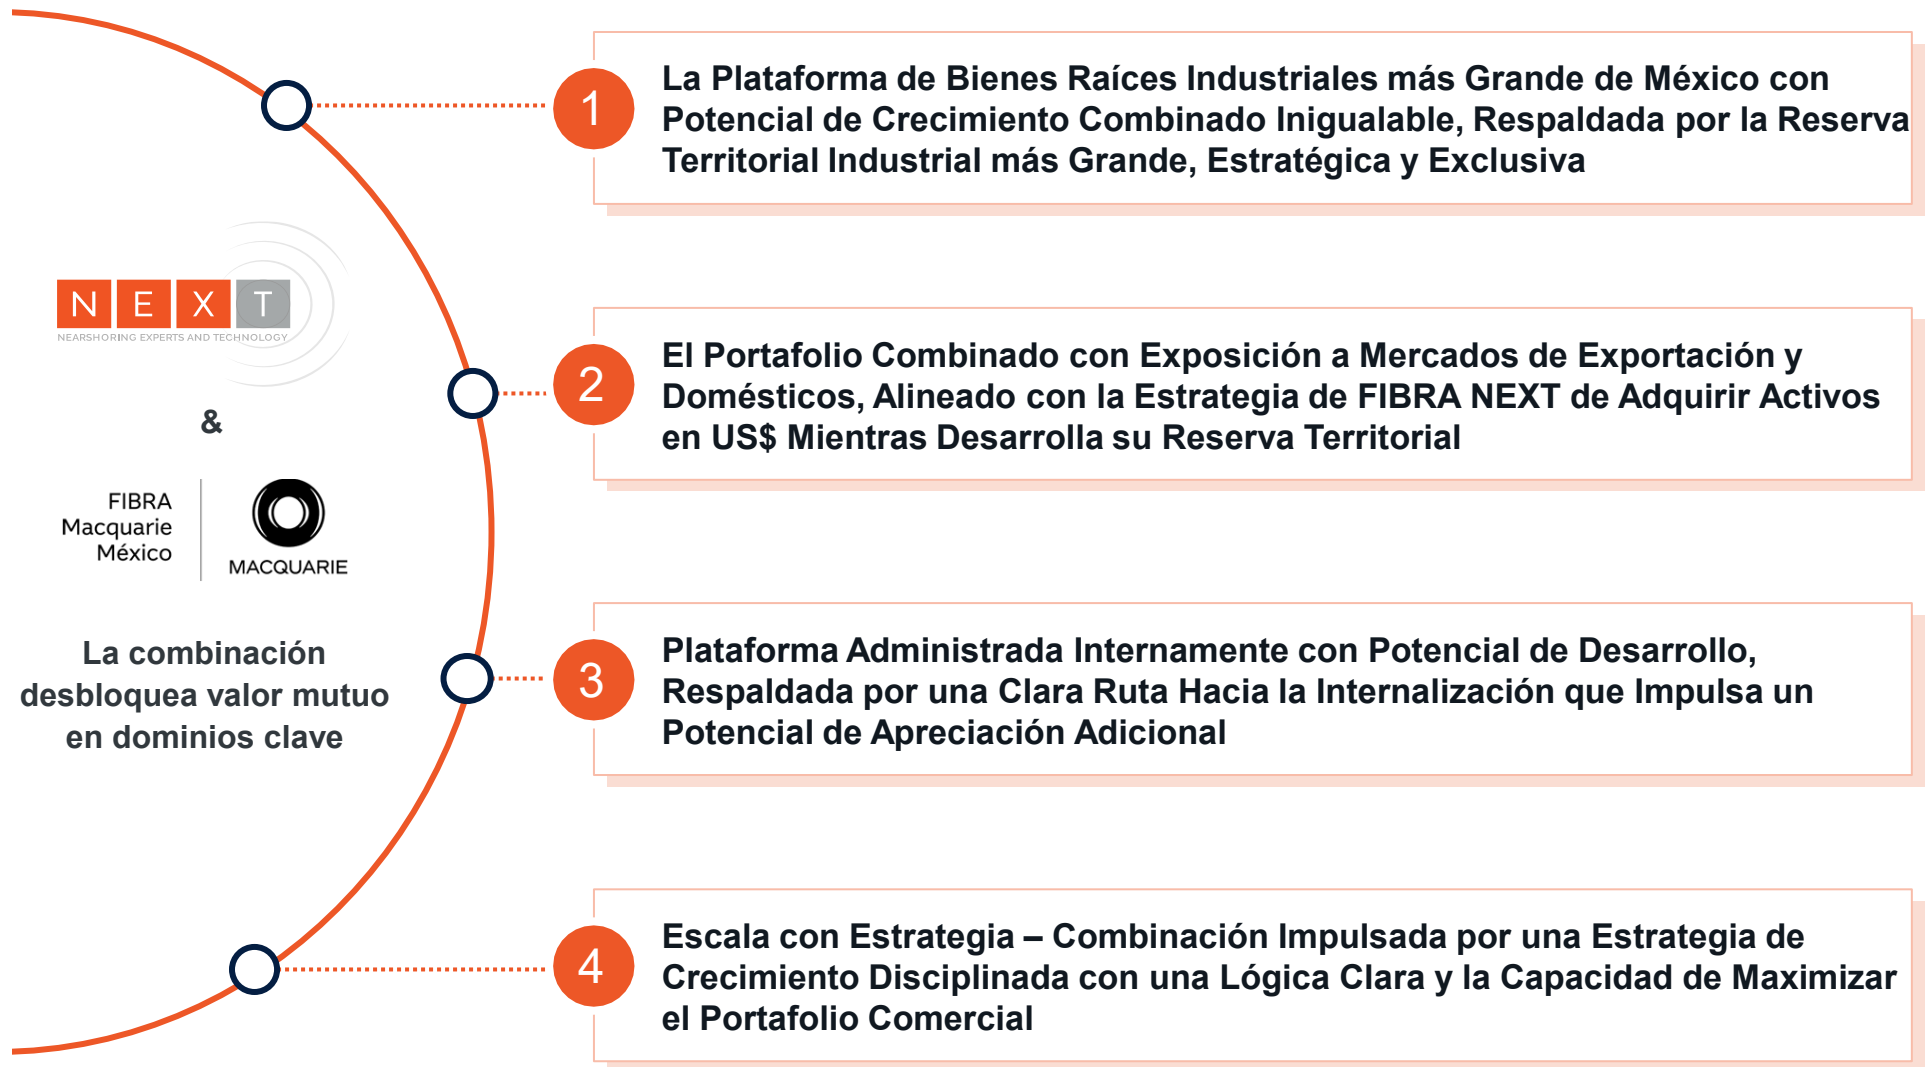 NEXT
NEARSHORING EXPERTS AND TECHNOLOGY
&
FIBRA
Macquarie
México
MACQUARIE
La combinación
desbloquea valor mutuo
en dominios clave
1
La Plataforma de Bienes Raíces Industriales más Grande de México con
Potencial de Crecimiento Combinado Inigualable, Respaldada por la Reserva
Territorial Industrial más Grande, Estratégica y Exclusiva
2
El Portafolio Combinado con Exposición a Mercados de Exportación y
Domésticos, Alineado con la Estrategia de FIBRA NEXT de Adquirir Activos
en US$ Mientras Desarrolla su Reserva Territorial
3
Plataforma Administrada Internamente con Potencial de Desarrollo,
Respaldada por una Clara Ruta Hacia la Internalización que Impulsa un
Potencial de Apreciación Adicional
4
Escala con Estrategia – Combinación Impulsada por una Estrategia de
Crecimiento Disciplinada con una Lógica Clara y la Capacidad de Maximizar
el Portafolio Comercial